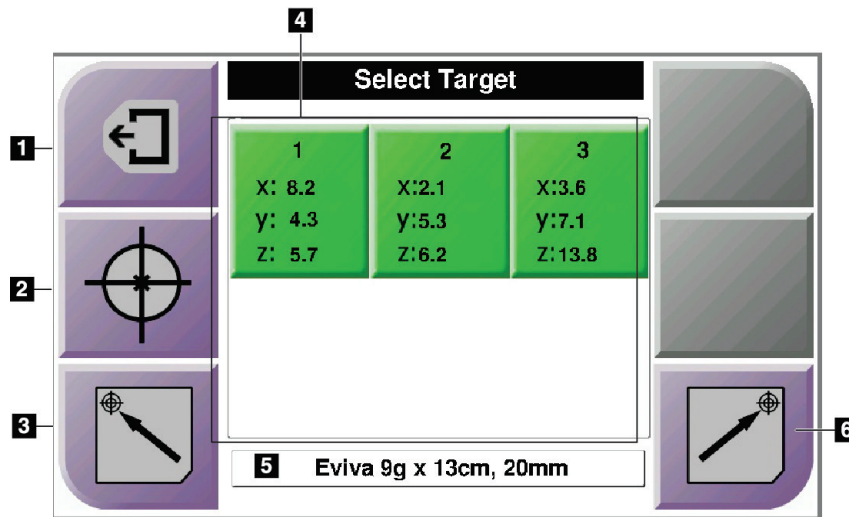 4
Select Target
1
1 2 3
x: 8.2 x:2.1 x:3.6
y: 4.3 y:5.3 y:7.1
z: 5.7 z:6.2 z:13.8
2
3
6
5 Eviva 9g x 13cm, 20mm